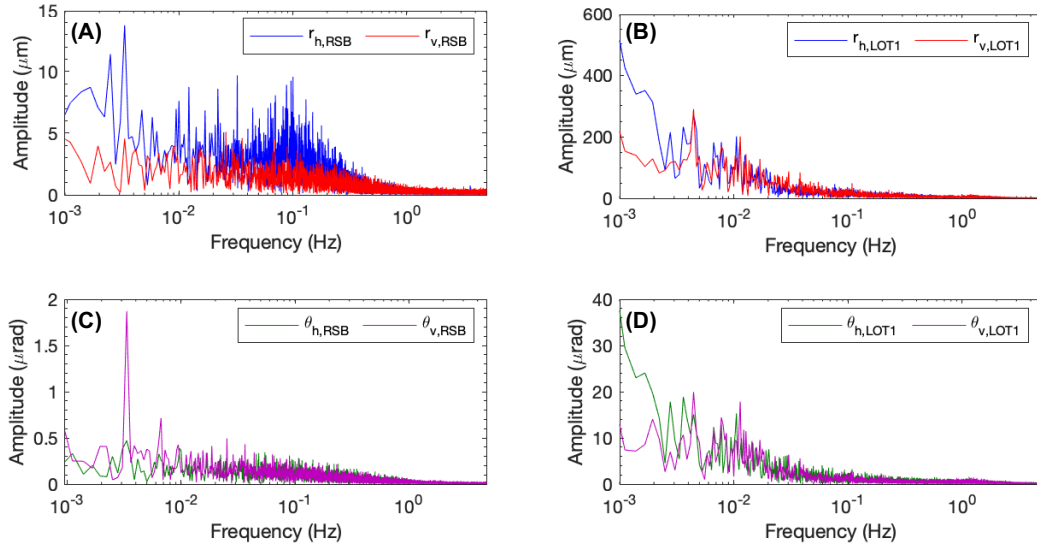 (A)
r_h,RSB r_v,RSB
15
10
5
0
Amplitude (μm)
10^-3 10^-2 10^-1 10^0
Frequency (Hz)
(B)
r_h,LOT1 r_v,LOT1
600
400
200
0
Amplitude (μm)
10^-3 10^-2 10^-1 10^0
Frequency (Hz)
(C)
θ_h,RSB θ_v,RSB
2
1.5
1
0.5
0
Amplitude (μrad)
10^-3 10^-2 10^-1 10^0
Frequency (Hz)
(D)
θ_h,LOT1 θ_v,LOT1
40
30
20
10
0
Amplitude (μrad)
10^-3 10^-2 10^-1 10^0
Frequency (Hz)